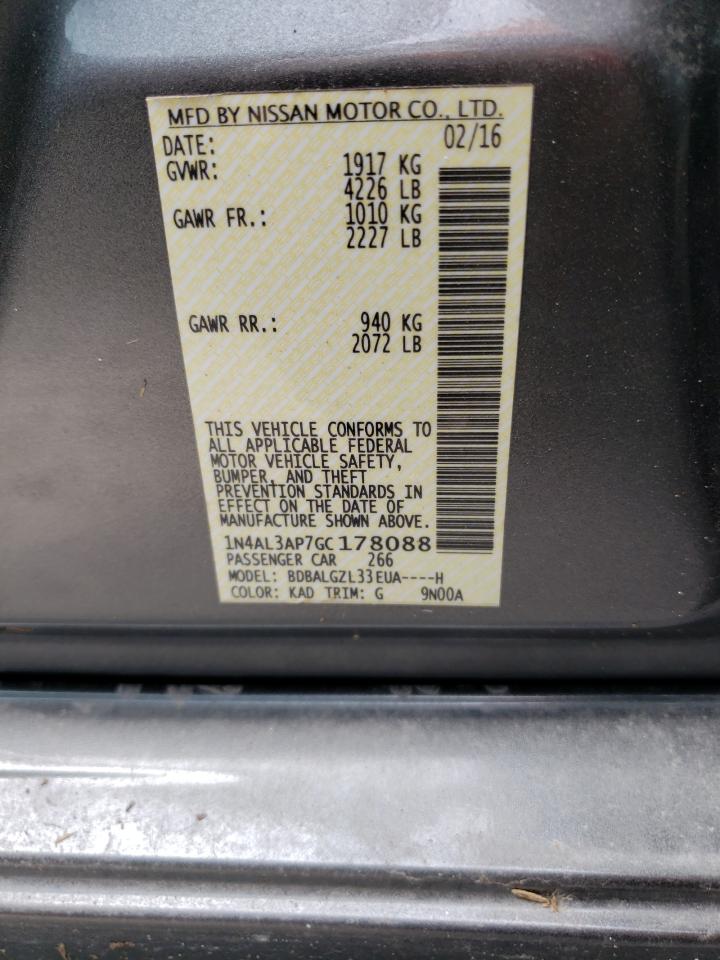 MFD BY NISSAN MOTOR CO., LTD.
DATE: 02/16
GVWR: 1917 KG
4226 LB
GAWR FR.: 1010 KG
2227 LB
GAWR RR.: 940 KG
2072 LB
THIS VEHICLE CONFORMS TO
ALL APPLICABLE FEDERAL
MOTOR VEHICLE SAFETY,
BUMPER, AND THEFT
PREVENTION STANDARDS IN
EFFECT ON THE DATE OF
MANUFACTURE SHOWN ABOVE.
1N4AL3AP7GC178088
PASSENGER CAR 266
MODEL: BDBALGZL33EUA----H
COLOR: KAD TRIM: G 9N00A